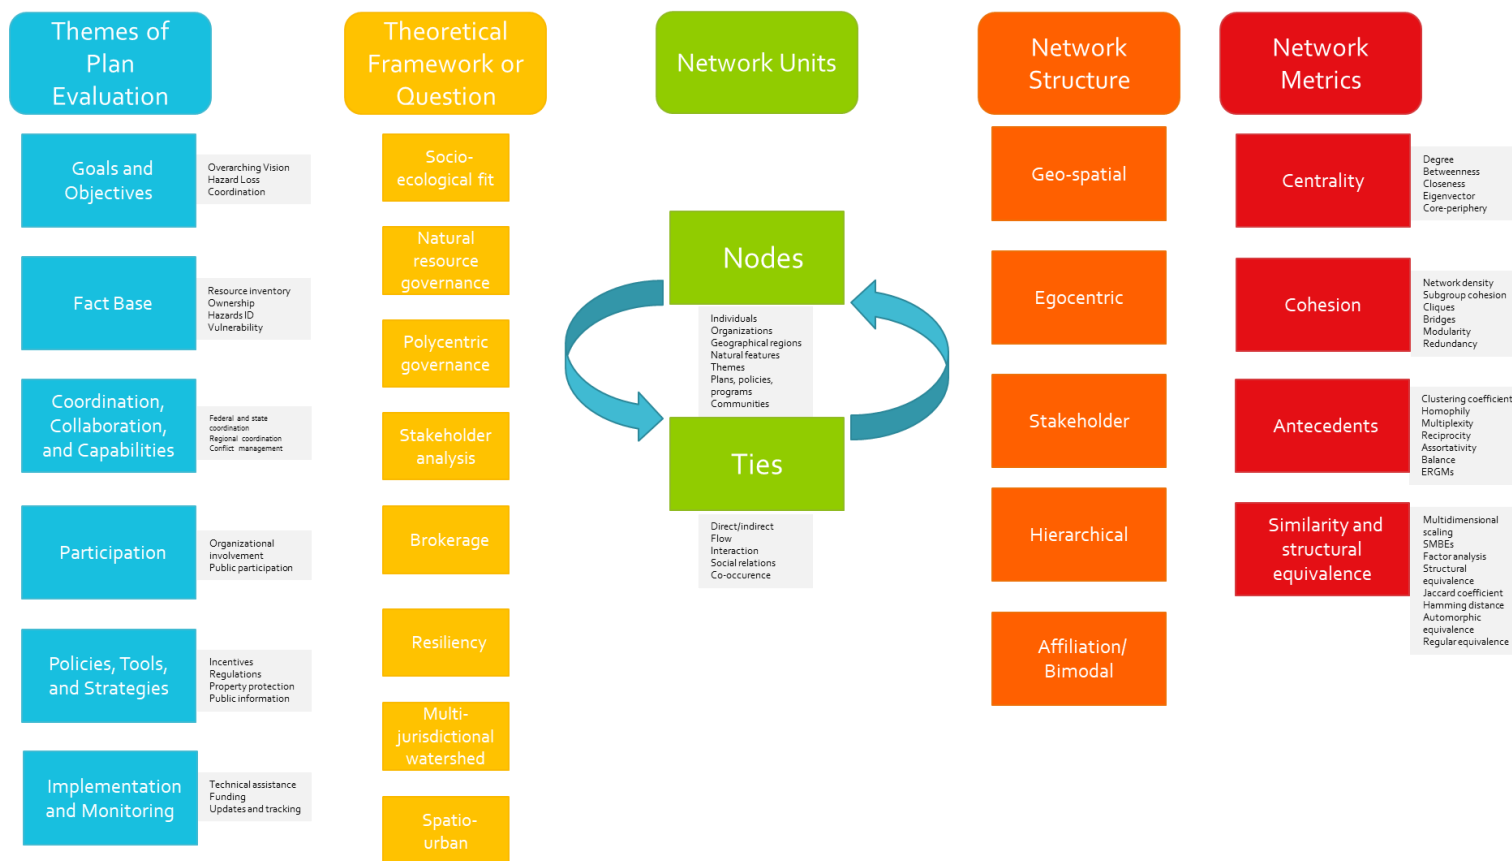 Themes of
Plan
Evaluation
Goals and
Objectives
Overarching Vision
Hazard Loss
Coordination
Fact Base
Resource inventory
Ownership
Hazards ID
Vulnerability
Coordination,
Collaboration,
and Capabilities
Federal and state
coordination
Regional coordination
Conflict management
Participation
Organizational
involvement
Public participation
Policies, Tools,
and Strategies
Incentives
Regulations
Property protection
Public information
Implementation
and Monitoring
Technical assistance
Funding
Updates and tracking
Theoretical
Framework or
Question
Socio-
ecological fit
Natural
resource
governance
Polycentric
governance
Stakeholder
analysis
Brokerage
Resiliency
Multi-
jurisdictional
watershed
Spatio-
urban
Network Units
Nodes
Individuals
Organizations
Geographical regions
Natural features
Themes
Plans, policies,
programs
Communities
Ties
Direct/indirect
Flow
Interaction
Social relations
Co-occurence
Network
Structure
Geo-spatial
Egocentric
Stakeholder
Hierarchical
Affiliation/
Bimodal
Network
Metrics
Centrality
Degree
Betweenness
Closeness
Eigenvector
Core-periphery
Cohesion
Network density
Subgroup cohesion
Cliques
Bridges
Modularity
Redundancy
Antecedents
Clustering coefficient
Homophily
Multiplexity
Reciprocity
Assortativity
Balance
ERGMs
Similarity and
structural
equivalence
Multidimensional
scaling
SMBEs
Factor analysis
Structural
equivalence
Jaccard coefficient
Hamming distance
Automorphic
equivalence
Regular equivalence